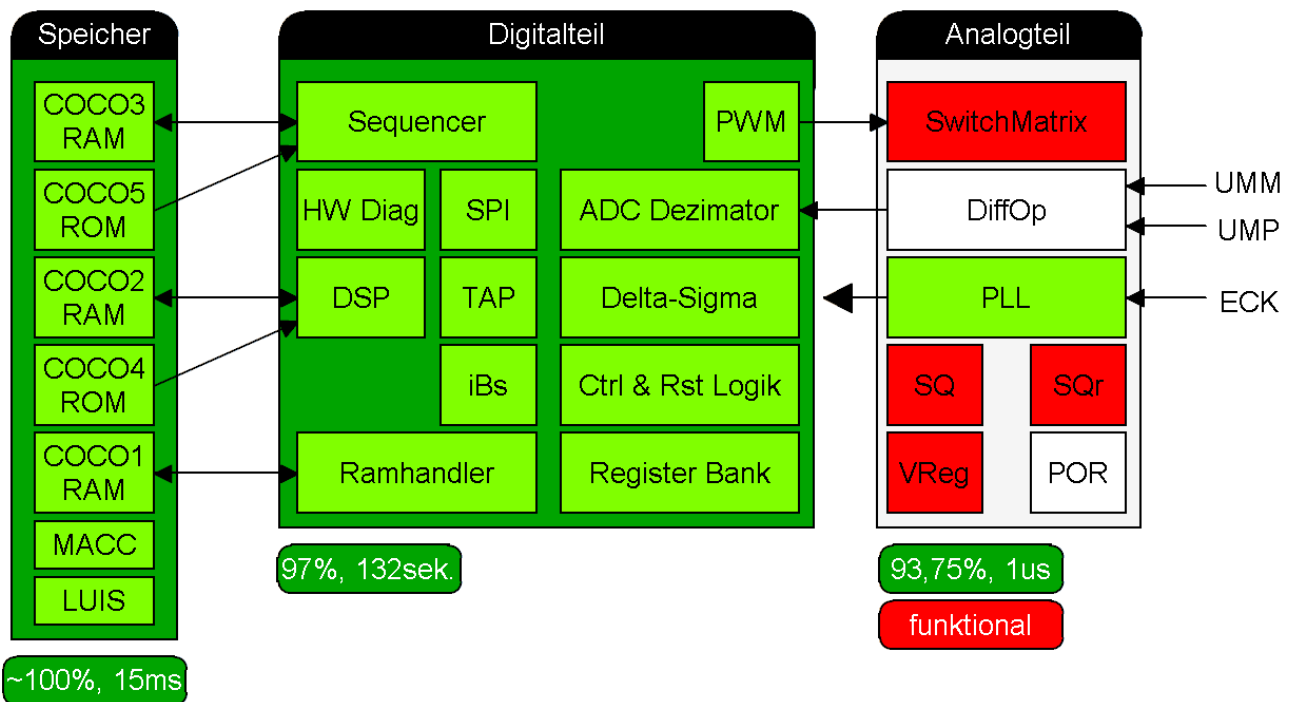 Speicher
COCO3
RAM
COCO5
ROM
COCO2
RAM
COCO4
ROM
COCO1
RAM
MACC
LUIS
~100%, 15ms
Digitalteil
Sequencer
PWM
HW Diag
SPI
ADC Dezimator
DSP
TAP
Delta-Sigma
iBs
Ctrl & Rst Logik
Ramhandler
Register Bank
97%, 132sek.
Analogteil
SwitchMatrix
DiffOp
PLL
SQ
SQr
VReg
POR
93,75%, 1us
funktional
UMM
UMP
ECK